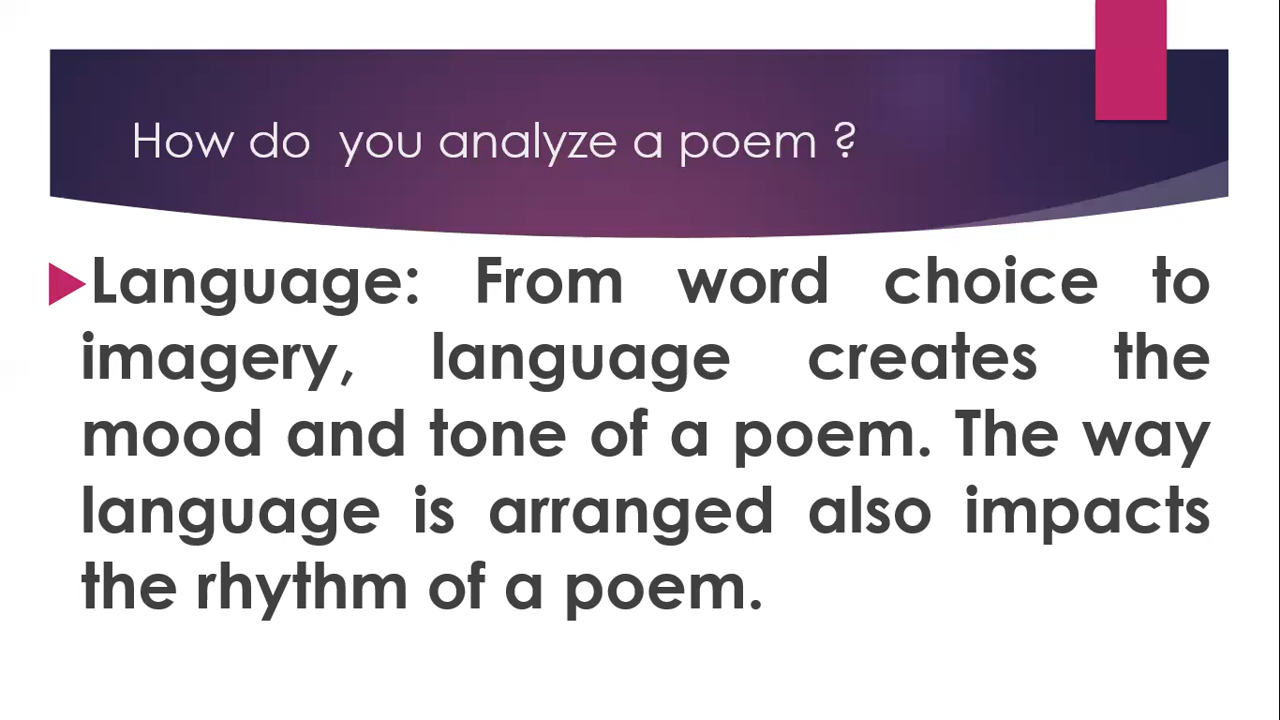 How do  you analyze a poem ?
Language: From word choice to
imagery, language creates the
mood and tone of a poem. The way
language is arranged also impacts
the rhythm of a poem.